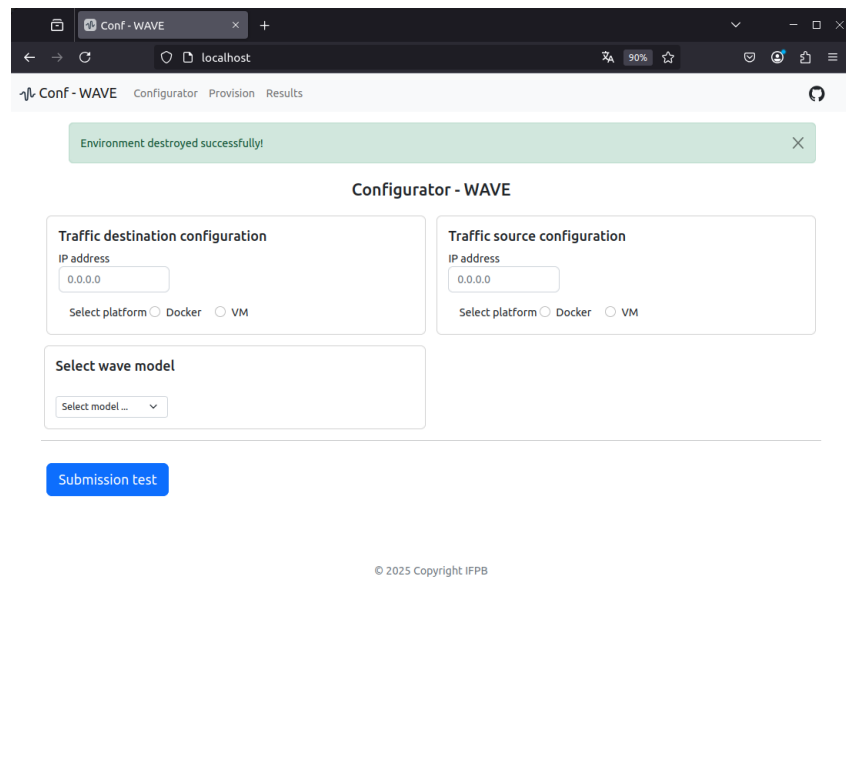 Conf - WAVE
localhost
90%
Conf - WAVE Configurator Provision Results
Environment destroyed successfully!
Configurator - WAVE
Traffic destination configuration
IP address
0.0.0.0
Select platform Docker VM
Traffic source configuration
IP address
0.0.0.0
Select platform Docker VM
Select wave model
Select model ...
Submission test
© 2025 Copyright IFPB